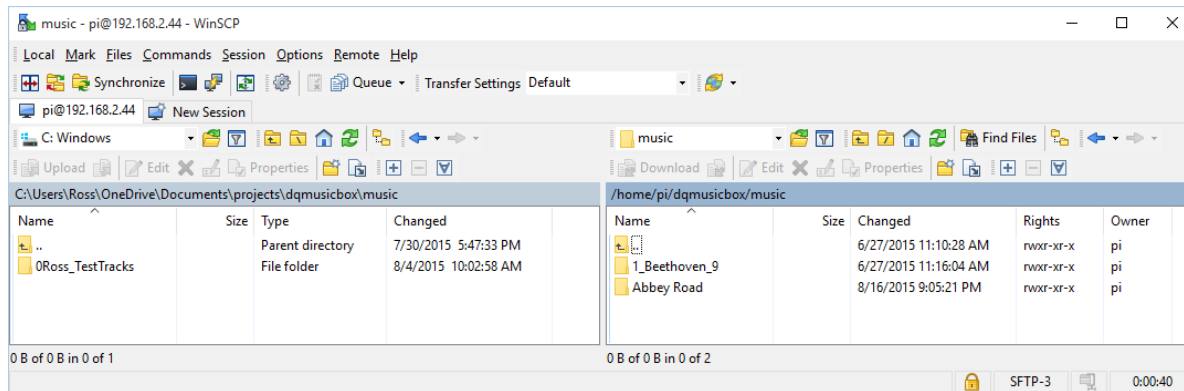 music - pi@192.168.2.44 - WinSCP
Local Mark Files Commands Session Options Remote Help
Synchronize Queue Transfer Settings Default
pi@192.168.2.44 New Session
C: Windows music Find Files
Upload Edit Properties Download Edit Properties
C:\Users\Ross\OneDrive\Documents\projects\dqmusicbox\music /home/pi/dqmusicbox/music
Name Size Type Changed Name Size Changed Rights Owner
.. Parent directory 7/30/2015 5:47:33 PM .. 6/27/2015 11:10:28 AM rwxr-xr-x pi
0Ross_TestTracks File folder 8/4/2015 10:02:58 AM 1_Beethoven_9 6/27/2015 11:16:04 AM rwxr-xr-x pi
Abbey Road 8/16/2015 9:05:21 PM rwxr-xr-x pi
0 B of 0 B in 0 of 1 0 B of 0 B in 0 of 2
SFTP-3 0:00:40